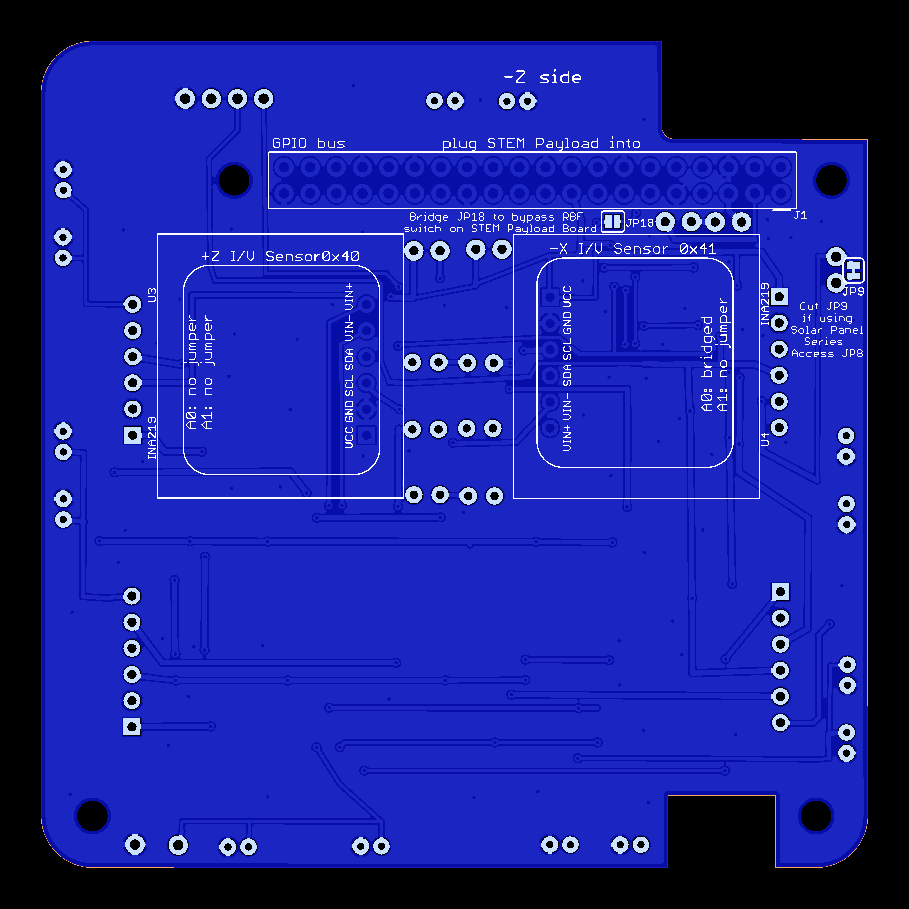 -Z side
GPIO bus
plug STEM Payload into
J1
Bridge JP18 to bypass RBF
switch on STEM Payload Board
JP18
+Z I/V Sensor0x40
-X I/V Sensor 0x41
U3
INA219
A0: no jumper
A1: no jumper
VCC GND SCL SDA VIN- VIN+
VIN+ VIN- SDA SCL GND VCC
A0: bridged
A1: no jumper
INA219
U4
JP9
Cut JP9
if using
Solar Panel
Series
Access JP8